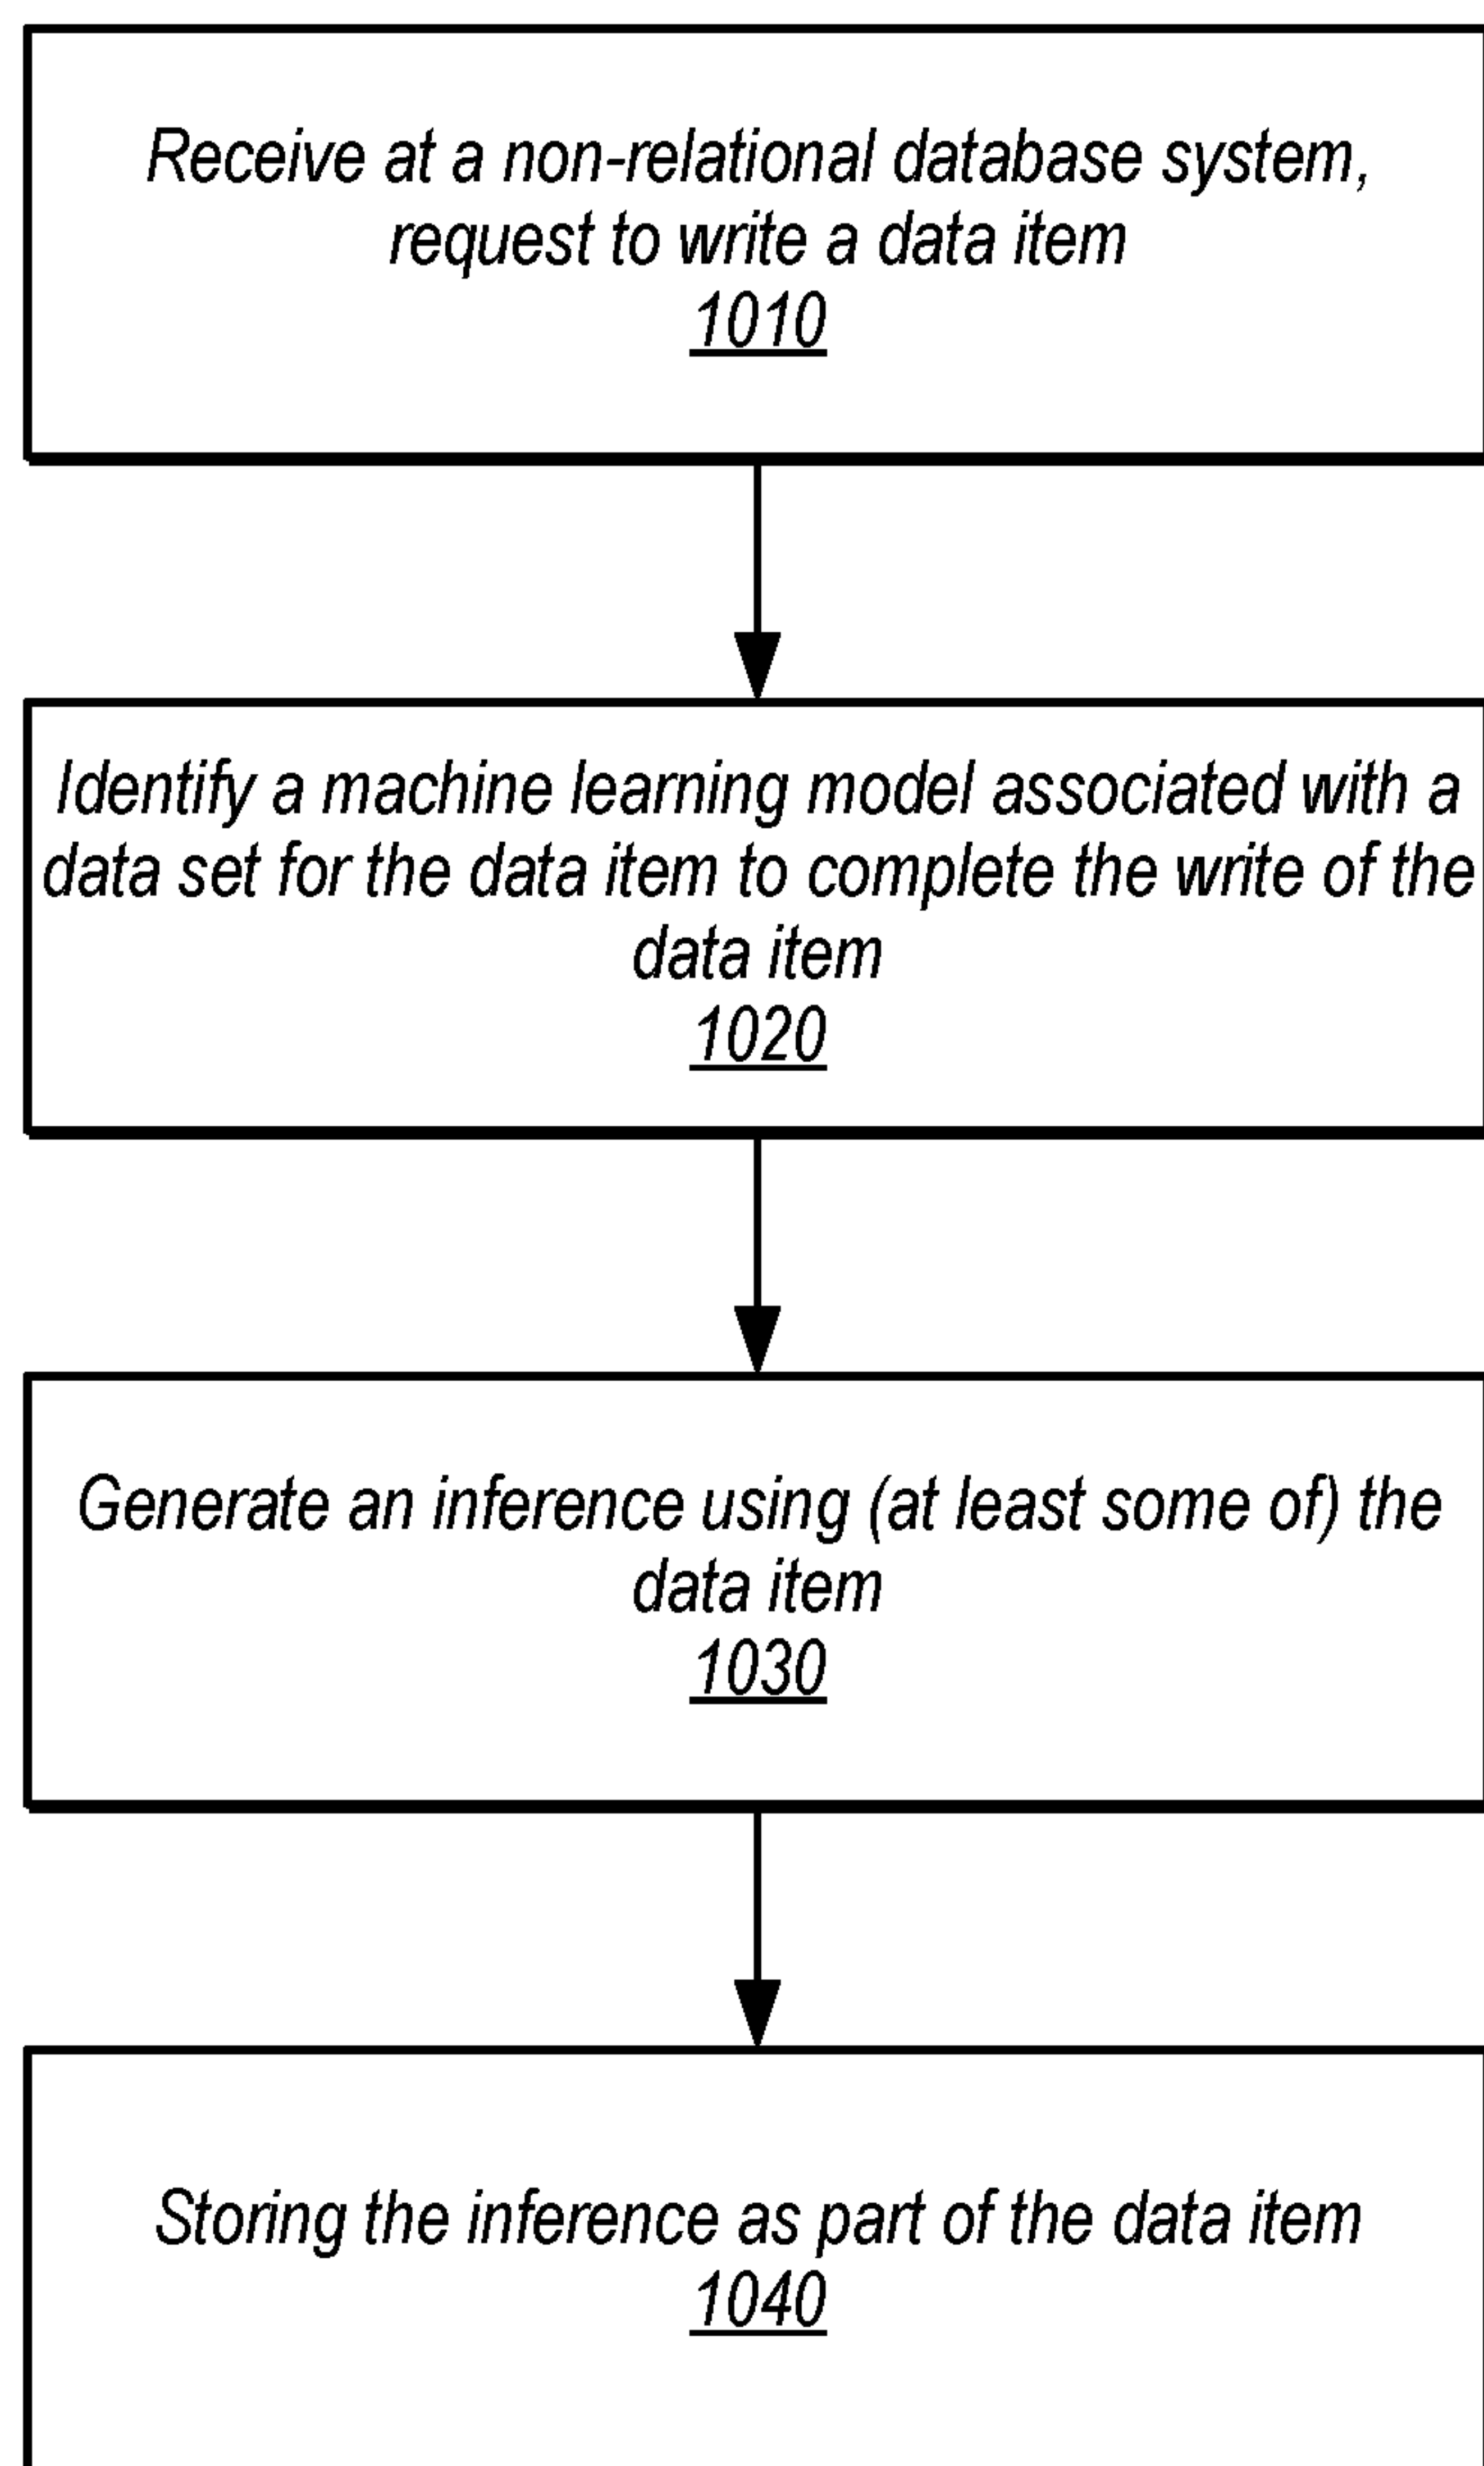 Receive at a non-relational database system,
request to write a data item
1010
Identify a machine learning model associated with a
data set for the data item to complete the write of the
data item
1020
Generate an inference using (at least some of) the
data item
1030
Storing the inference as part of the data item
1040